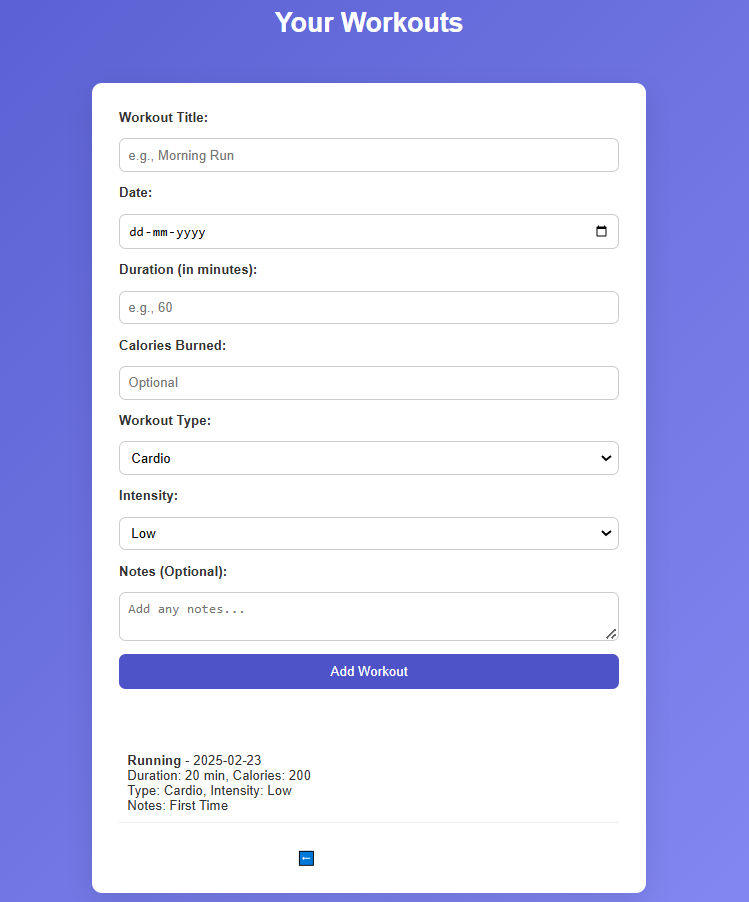 Your Workouts
Workout Title:
e.g., Morning Run
Date:
dd-mm-yyyy
Duration (in minutes):
e.g., 60
Calories Burned:
Optional
Workout Type:
Cardio
Intensity:
Low
Notes (Optional):
Add any notes...
Add Workout
Running - 2025-02-23
Duration: 20 min, Calories: 200
Type: Cardio, Intensity: Low
Notes: First Time